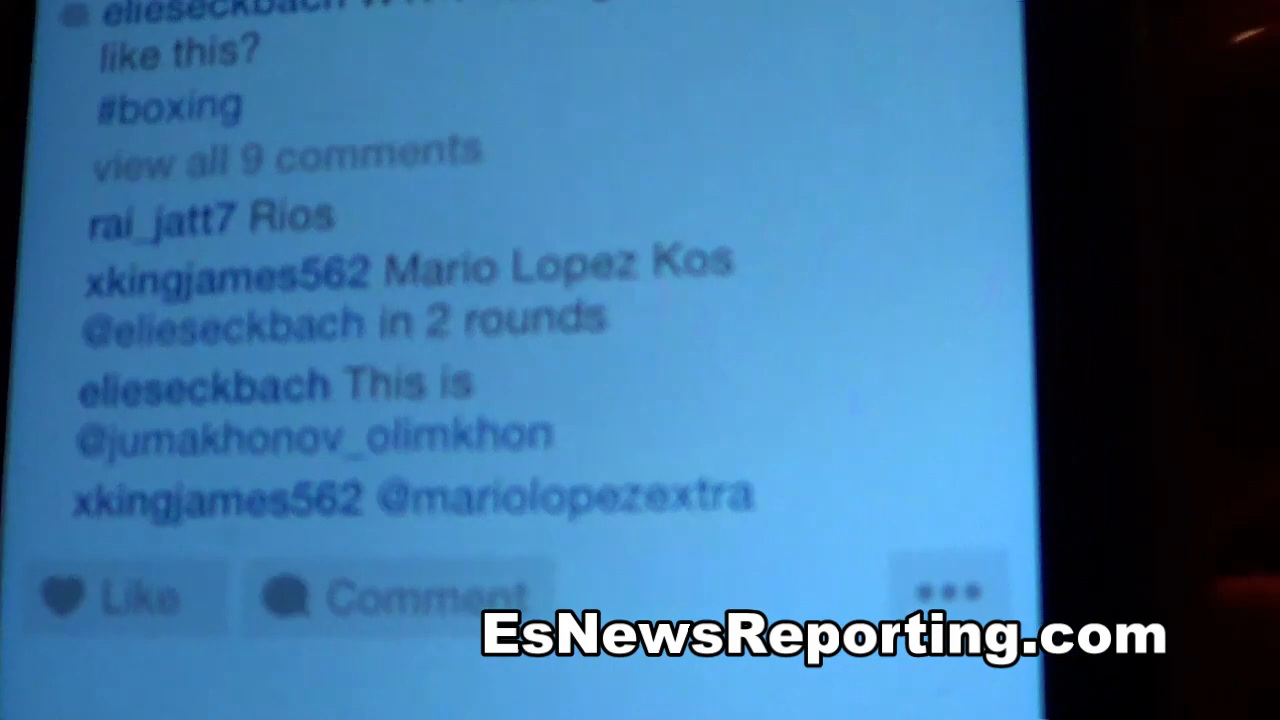 elieseckbach
like this?
#boxing
view all 9 comments
rai_jatt7 Rios
xkingjames562 Mario Lopez Kos
@elieseckbach in 2 rounds
elieseckbach This is
@jumakhonov_olimkhon
xkingjames562 @mariolopezextra
Like Comment
EsNewsReporting.com